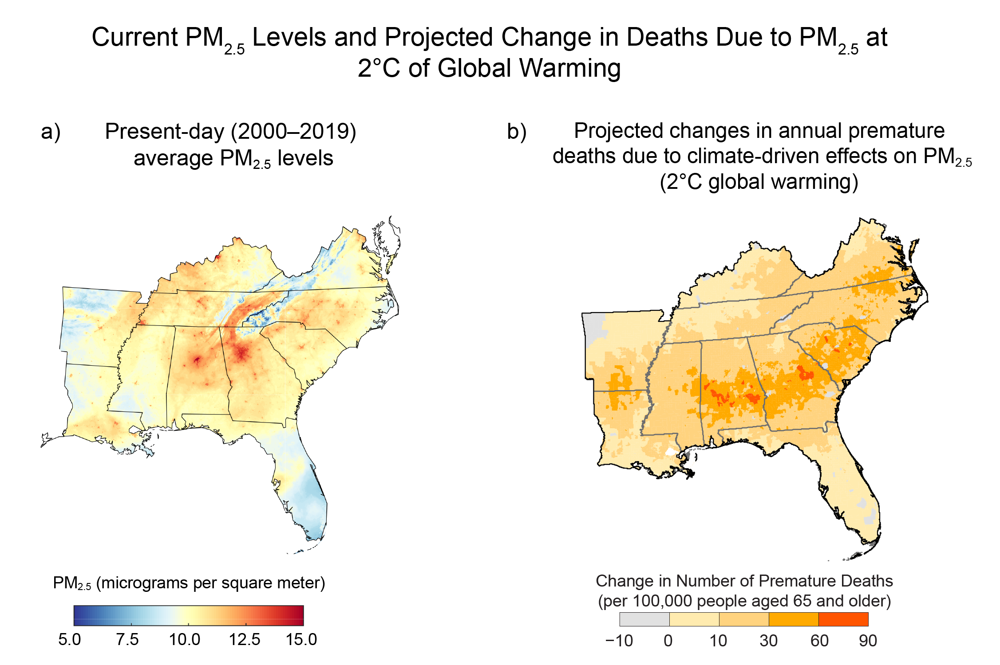 Current PM2.5 Levels and Projected Change in Deaths Due to PM2.5 at
2°C of Global Warming
a)
Present-day (2000–2019)
average PM2.5 levels
b)
Projected changes in annual premature
deaths due to climate-driven effects on PM2.5
(2°C global warming)
PM2.5 (micrograms per square meter)
5.0 7.5 10.0 12.5 15.0
Change in Number of Premature Deaths
(per 100,000 people aged 65 and older)
−10 0 10 30 60 90